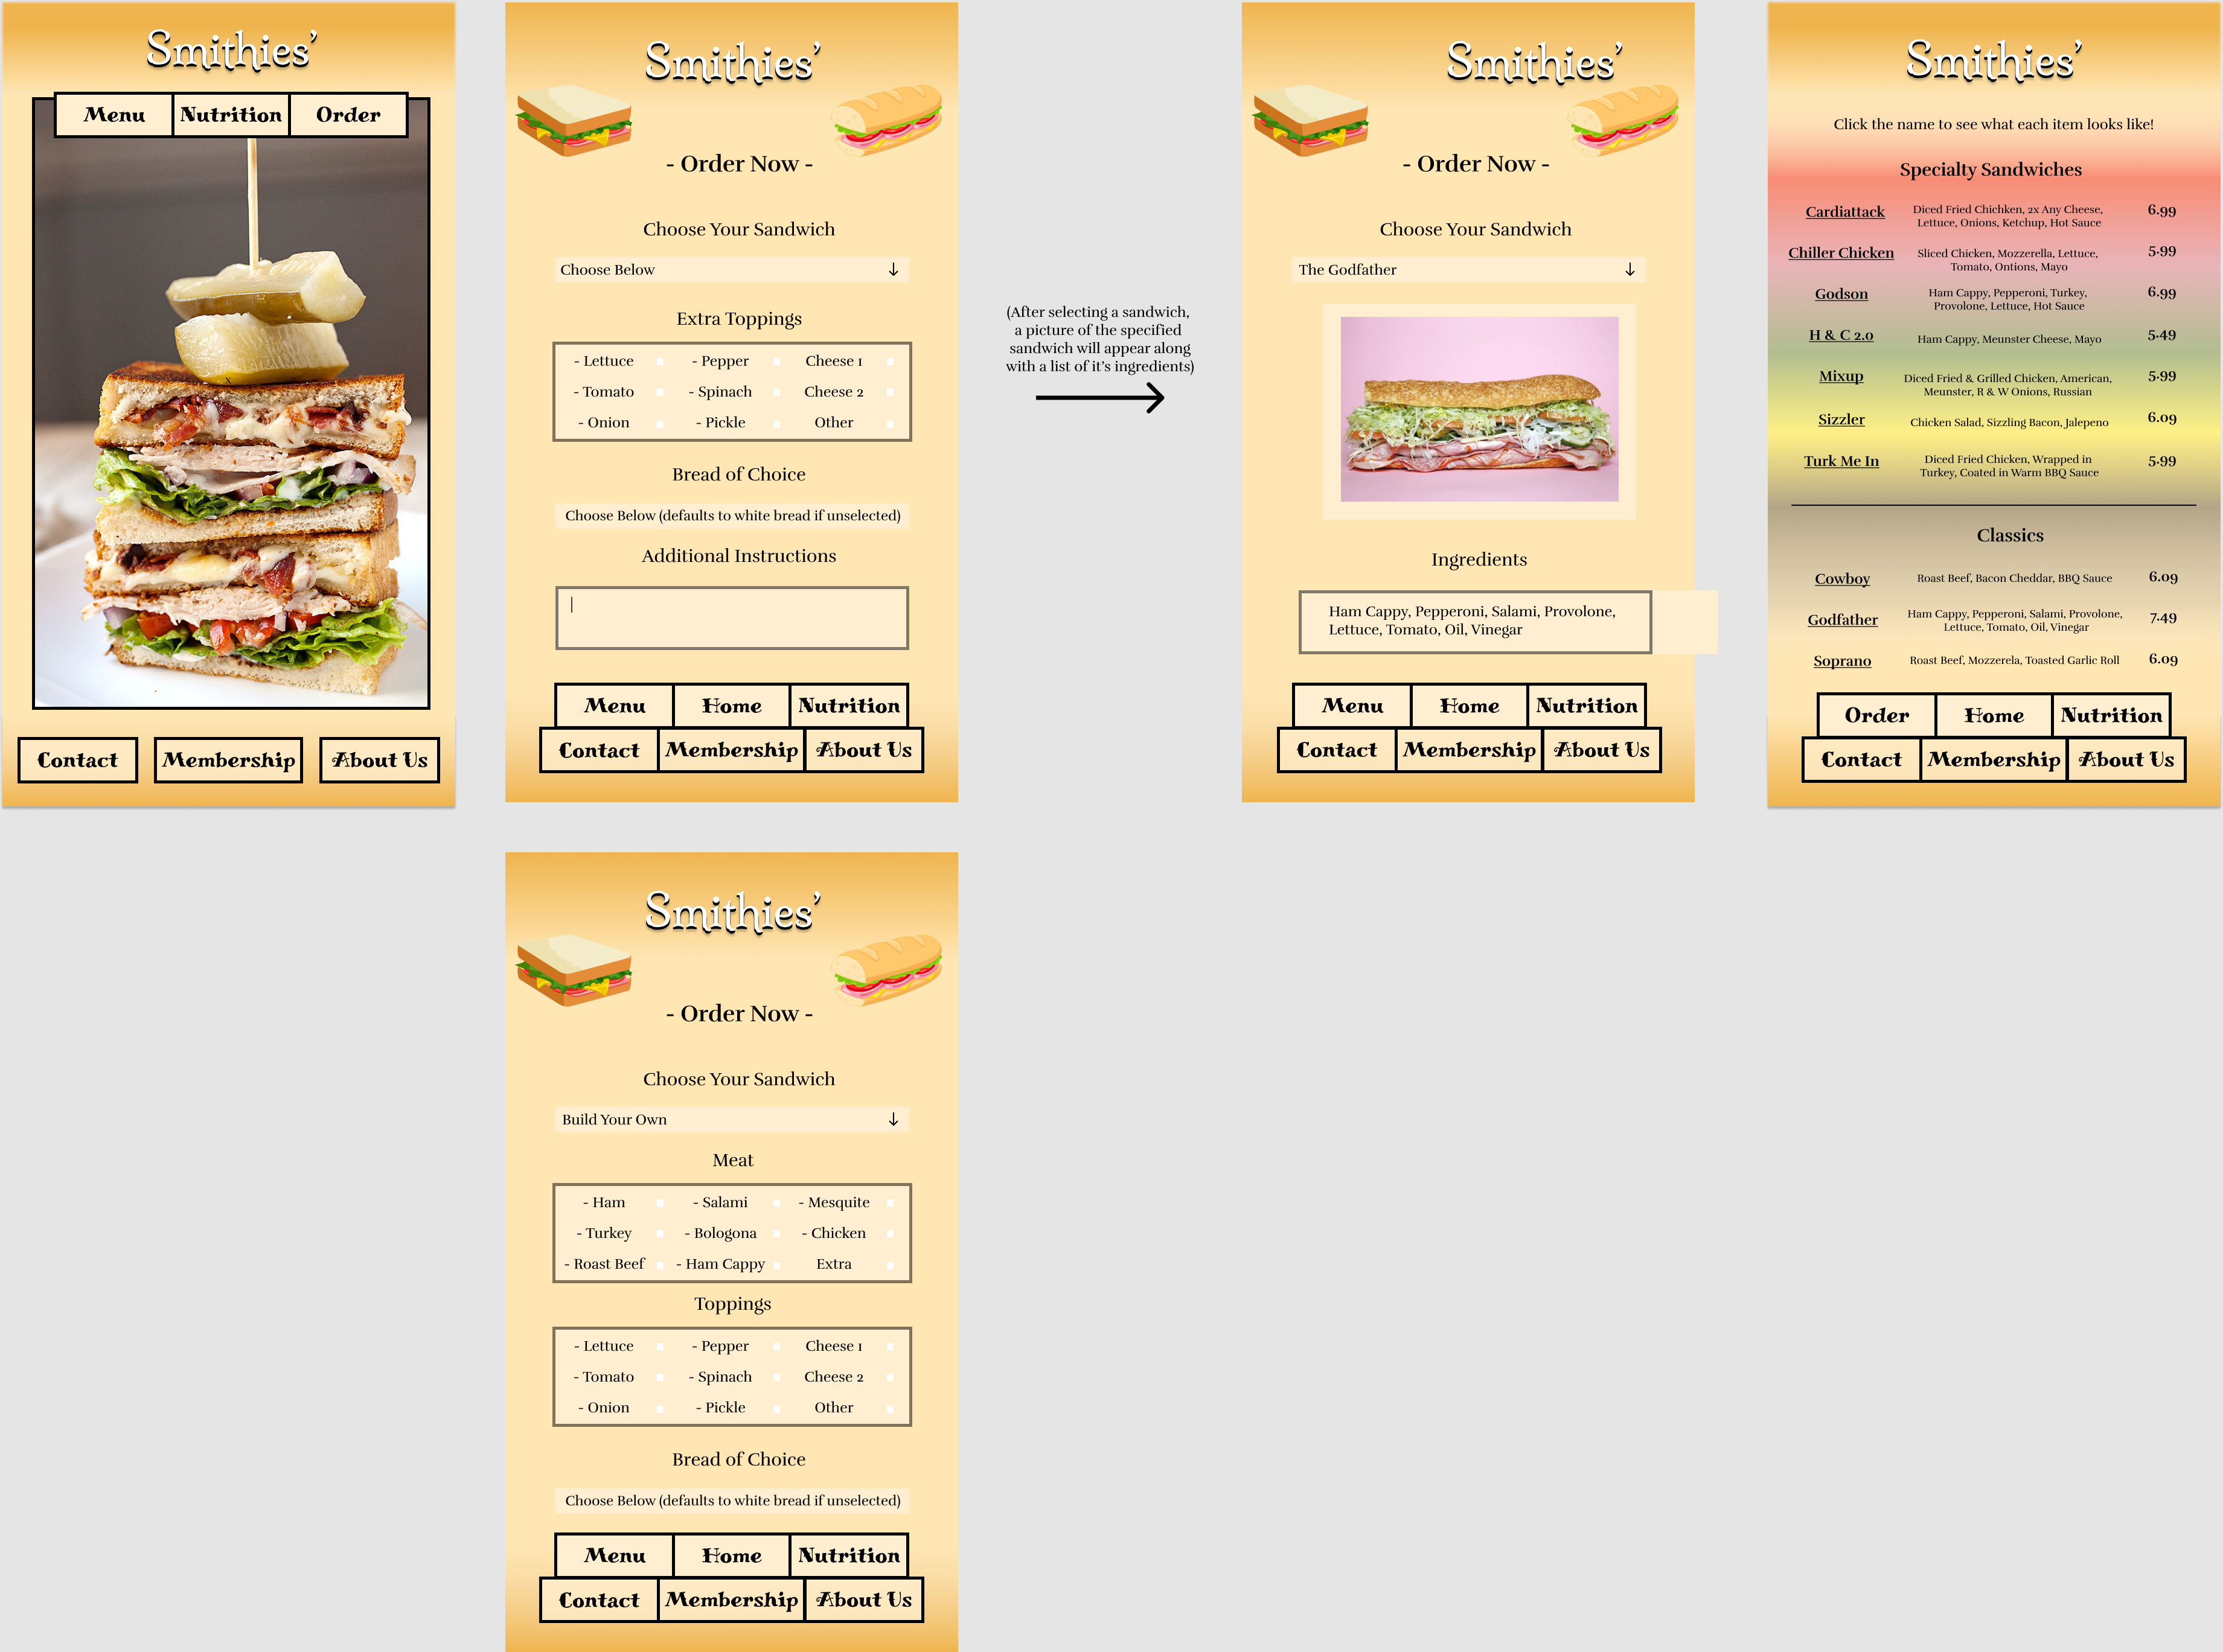 Smithies'
Menu Nutrition Order
x
Contact Membership About Us
Smithies'
- Order Now -
Choose Your Sandwich
Choose Below ↓
Extra Toppings
- Lettuce - Pepper Cheese 1
- Tomato - Spinach Cheese 2
- Onion - Pickle Other
Bread of Choice
Choose Below (defaults to white bread if unselected)
Additional Instructions
|
Menu Home Nutrition
Contact Membership About Us
(After selecting a sandwich,
a picture of the specified
sandwich will appear along
with a list of it's ingredients)
Smithies'
- Order Now -
Choose Your Sandwich
The Godfather ↓
Ingredients
Ham Cappy, Pepperoni, Salami, Provolone,
Lettuce, Tomato, Oil, Vinegar
Menu Home Nutrition
Contact Membership About Us
Smithies'
Click the name to see what each item looks like!
Specialty Sandwiches
Cardiattack Diced Fried Chichken, 2x Any Cheese, 6.99
Lettuce, Onions, Ketchup, Hot Sauce
Chiller Chicken Sliced Chicken, Mozzerella, Lettuce, 5.99
Tomato, Ontions, Mayo
Godson Ham Cappy, Pepperoni, Turkey, 6.99
Provolone, Lettuce, Hot Sauce
H & C 2.0 Ham Cappy, Meunster Cheese, Mayo 5.49
Mixup Diced Fried & Grilled Chicken, American, 5.99
Meunster, R & W Onions, Russian
Sizzler Chicken Salad, Sizzling Bacon, Jalepeno 6.09
Turk Me In Diced Fried Chicken, Wrapped in 5.99
Turkey, Coated in Warm BBQ Sauce
Classics
Cowboy Roast Beef, Bacon Cheddar, BBQ Sauce 6.09
Godfather Ham Cappy, Pepperoni, Salami, Provolone, 7.49
Lettuce, Tomato, Oil, Vinegar
Soprano Roast Beef, Mozzerela, Toasted Garlic Roll 6.09
Order Home Nutrition
Contact Membership About Us
Smithies'
- Order Now -
Choose Your Sandwich
Build Your Own ↓
Meat
- Ham - Salami - Mesquite
- Turkey - Bologona - Chicken
- Roast Beef - Ham Cappy Extra
Toppings
- Lettuce - Pepper Cheese 1
- Tomato - Spinach Cheese 2
- Onion - Pickle Other
Bread of Choice
Choose Below (defaults to white bread if unselected)
Menu Home Nutrition
Contact Membership About Us